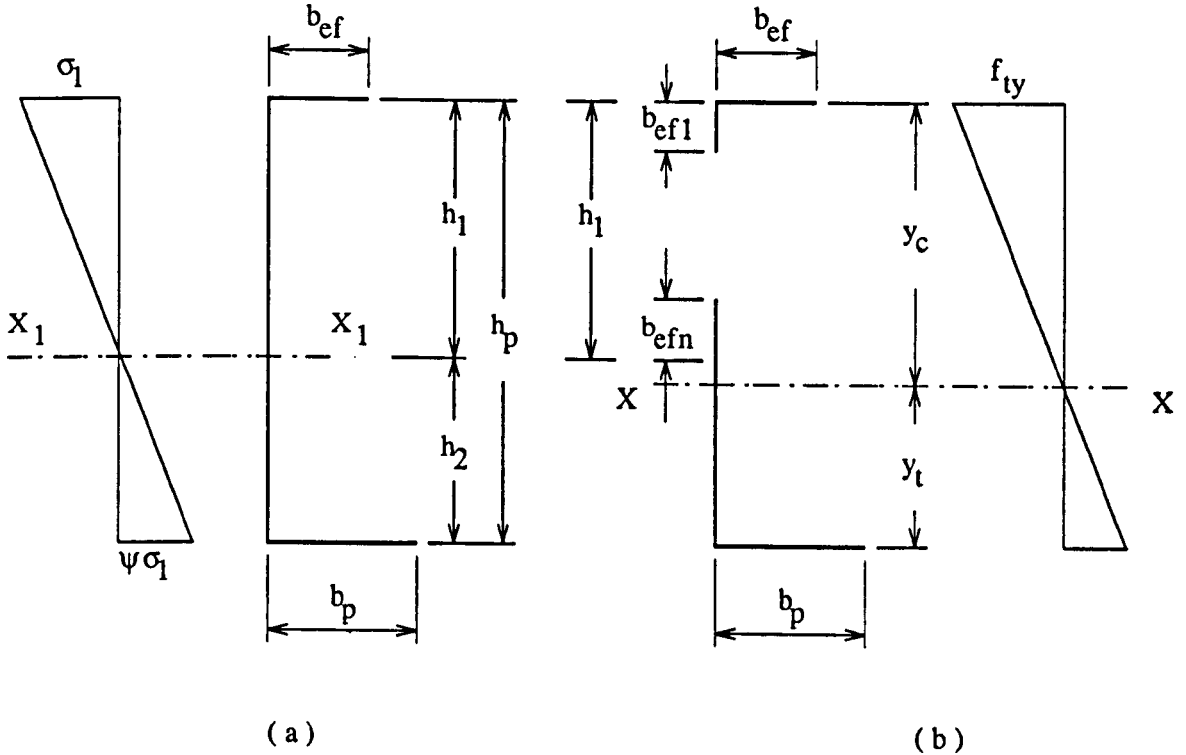 b_ef
σ_1
h_1
h_p
X_1
X_1
h_2
ψσ_1
b_p
(a)
b_ef
f_ty
b_ef1
h_1
y_c
b_efn
X
X
y_t
b_p
(b)